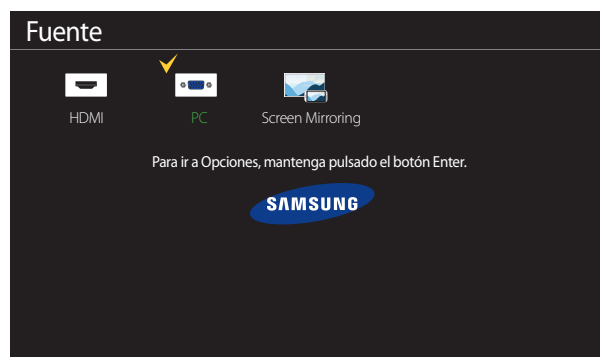 Fuente
HDMI
PC
Screen Mirroring
Para ir a Opciones, mantenga pulsado el botón Enter.
SAMSUNG